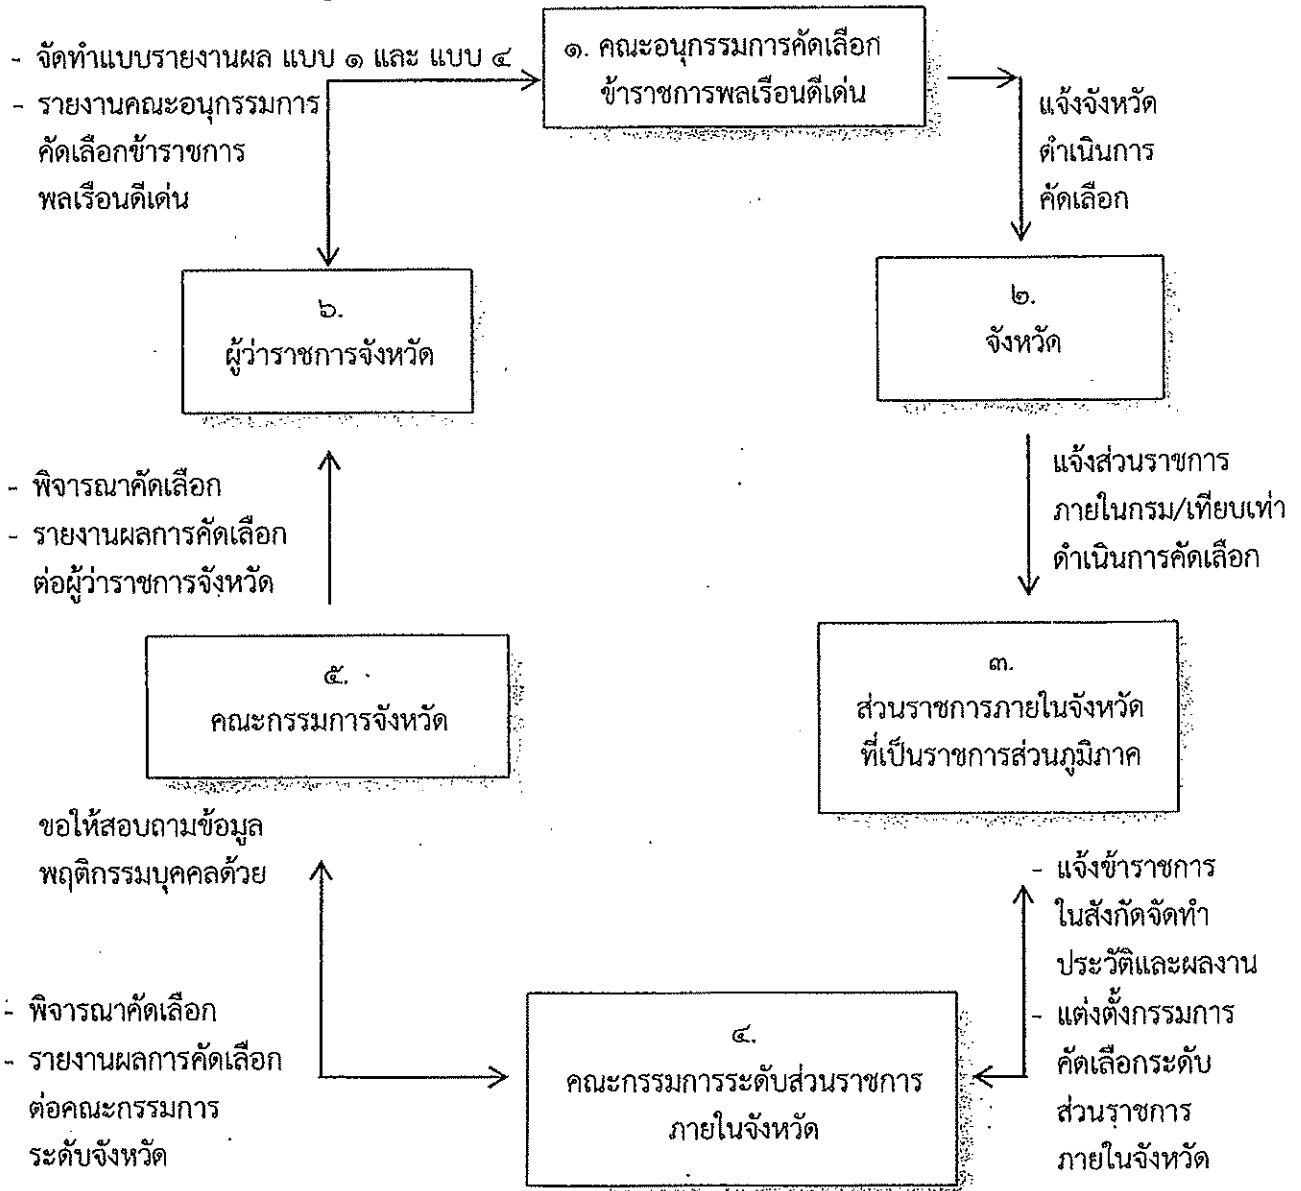 - จัดทำแบบรายงานผล แบบ ๑ และ แบบ ๔
- รายงานคณะอนุกรรมการ
คัดเลือกข้าราชการ
พลเรือนดีเด่น
๑. คณะอนุกรรมการคัดเลือก
ข้าราชการพลเรือนดีเด่น
แจ้งจังหวัด
ดำเนินการ
คัดเลือก
๒.
จังหวัด
แจ้งส่วนราชการ
ภายในกรม/เทียบเท่า
ดำเนินการคัดเลือก
๓.
ส่วนราชการภายในจังหวัด
ที่เป็นราชการส่วนภูมิภาค
- แจ้งข้าราชการ
ในสังกัดจัดทำ
ประวัติและผลงาน
- แต่งตั้งกรรมการ
คัดเลือกระดับ
ส่วนราชการ
ภายในจังหวัด
๔.
คณะกรรมการระดับส่วนราชการ
ภายในจังหวัด
- พิจารณาคัดเลือก
- รายงานผลการคัดเลือก
ต่อคณะกรรมการ
ระดับจังหวัด
ขอให้สอบถามข้อมูล
พฤติกรรมบุคคลด้วย
๕.
คณะกรรมการจังหวัด
- พิจารณาคัดเลือก
- รายงานผลการคัดเลือก
ต่อผู้ว่าราชการจังหวัด
๖.
ผู้ว่าราชการจังหวัด